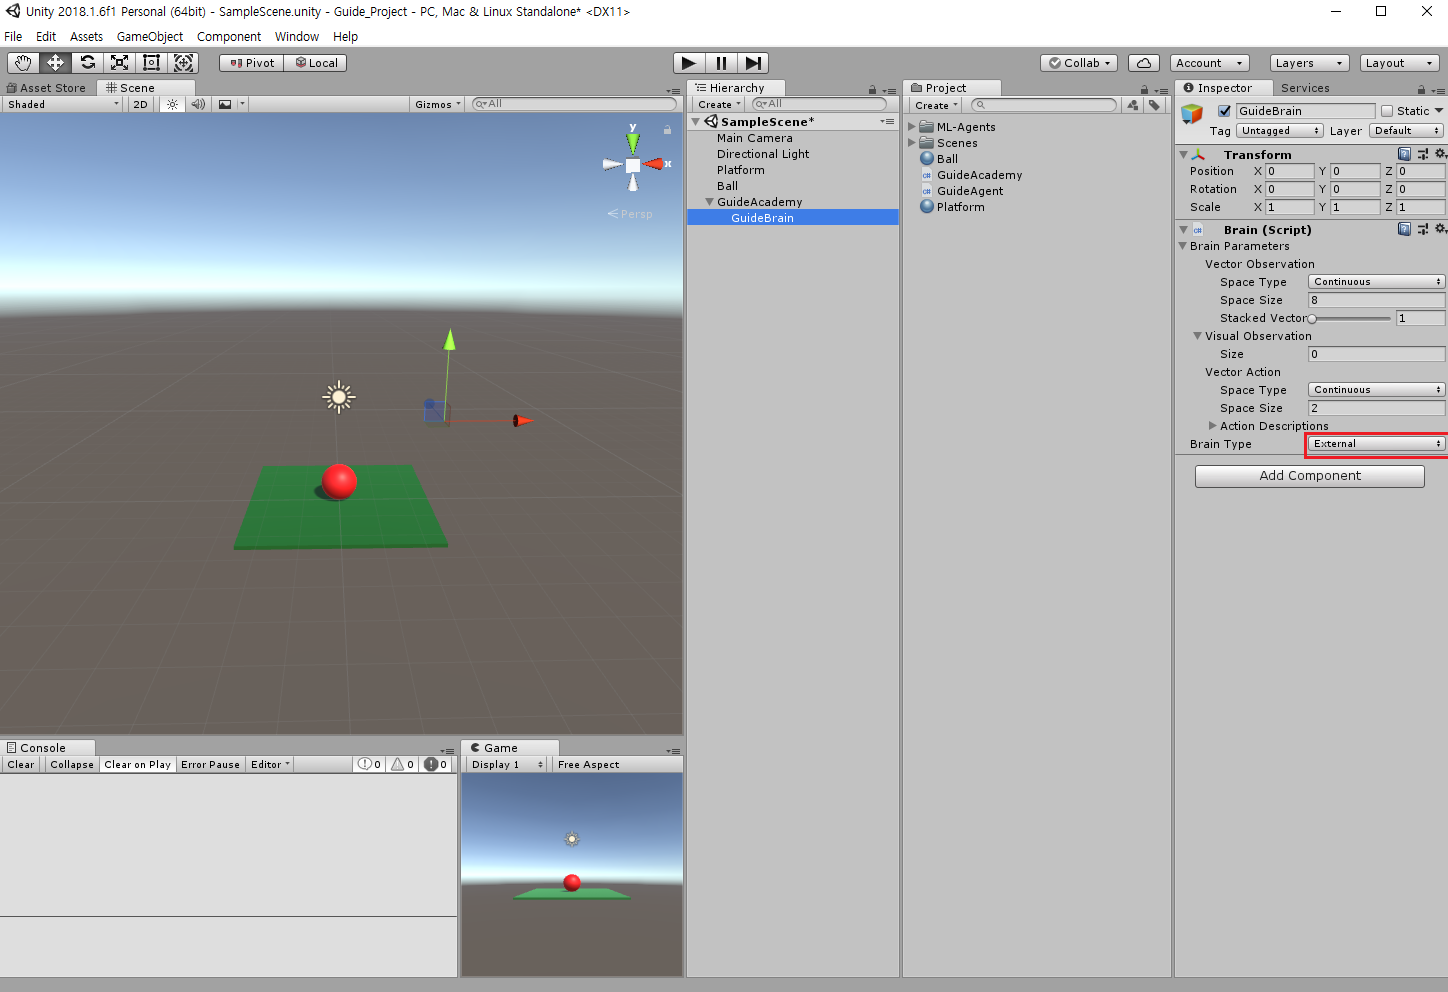 Unity 2018.1.6f1 Personal (64bit) - SampleScene.unity - Guide_Project - PC, Mac & Linux Standalone* <DX11>
File Edit Assets GameObject Component Window Help
Pivot Local Collab Account Layers Layout
Asset Store Scene
Shaded 2D Gizmos All
y
x
Persp
Hierarchy
Create All
SampleScene*
Main Camera
Directional Light
Platform
Ball
GuideAcademy
GuideBrain
Project
Create
ML-Agents
Scenes
Ball
GuideAcademy
GuideAgent
Platform
Inspector Services
GuideBrain Static
Tag Untagged Layer Default
Transform
Position X 0 Y 0 Z 0
Rotation X 0 Y 0 Z 0
Scale X 1 Y 1 Z 1
Brain (Script)
Brain Parameters
Vector Observation
Space Type Continuous
Space Size 8
Stacked Vector 1
Visual Observation
Size 0
Vector Action
Space Type Continuous
Space Size 2
Action Descriptions
Brain Type External
Add Component
Console
Clear Collapse Clear on Play Error Pause Editor 0 0 0
Game
Display 1 Free Aspect